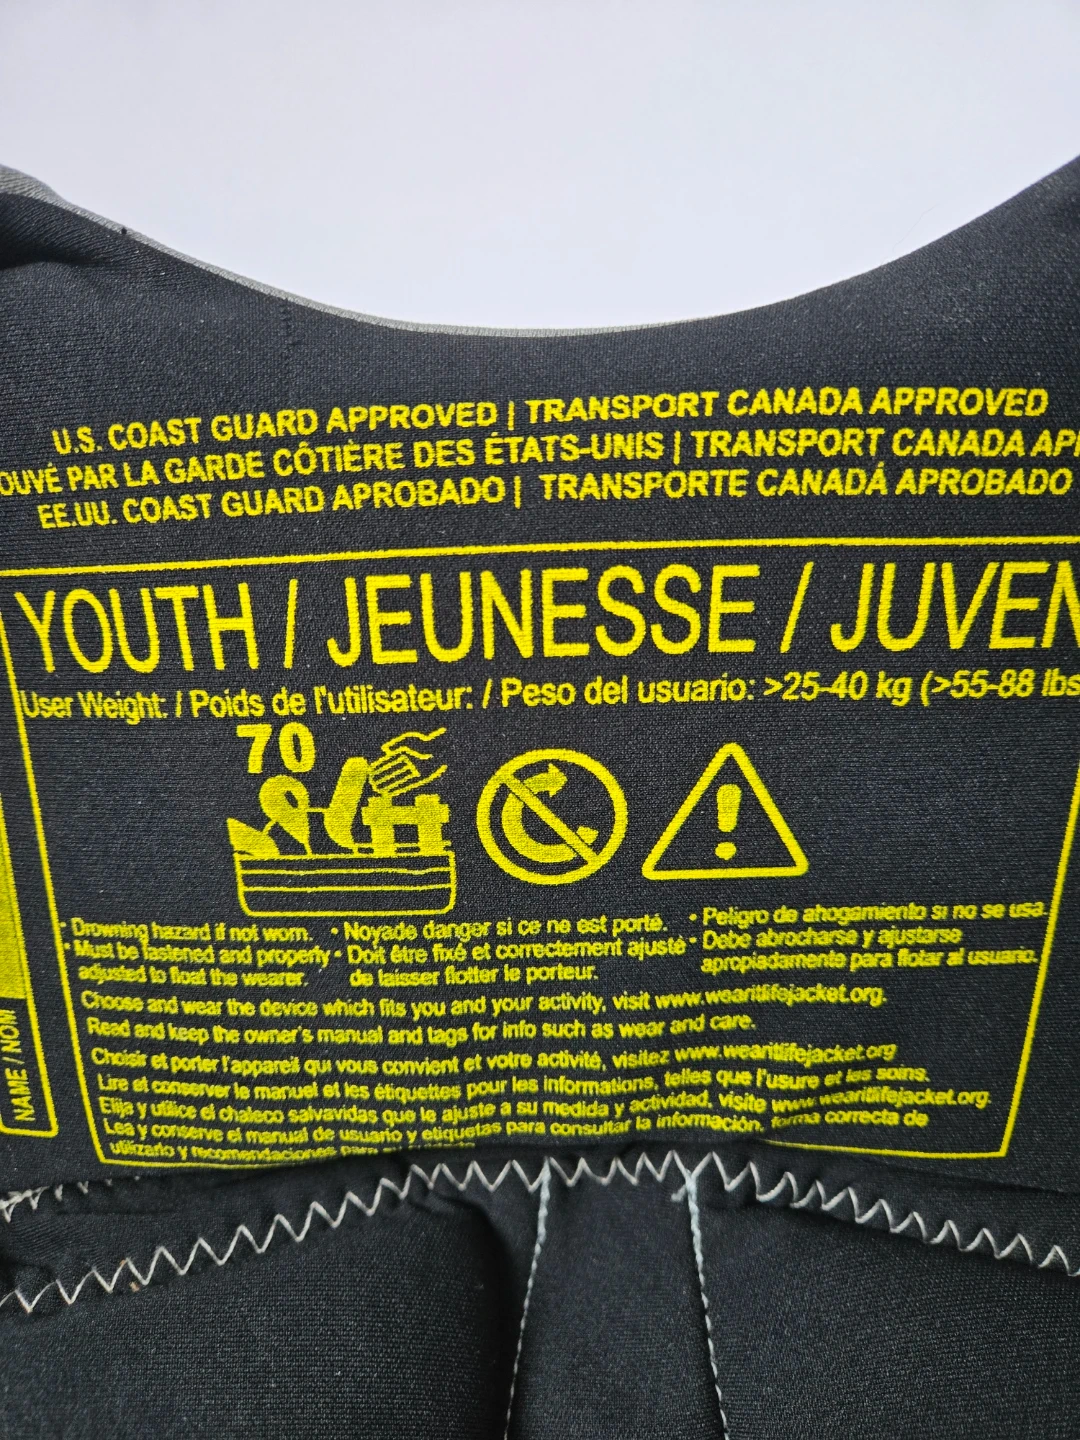 U.S. COAST GUARD APPROVED | TRANSPORT CANADA APPROVED
OUVÉ PAR LA GARDE CÔTIÈRE DES ÉTATS-UNIS | TRANSPORT CANADA AP
EE.UU. COAST GUARD APROBADO | TRANSPORTE CANADÁ APROBADO
YOUTH / JEUNESSE / JUVEN
User Weight: / Poids de l'utilisateur: / Peso del usuario: >25-40 kg (>55-88 lbs
70
• Drowning hazard if not worn.
• Must be fastened and properly
adjusted to float the wearer.
• Noyade danger si ce ne est porté.
• Doit être fixé et correctement ajusté
de laisser flotter le porteur.
• Peligro de ahogamiento si no se usa.
• Debe abrocharse y ajustarse
apropiadamente para flotar al usuario.
Choose and wear the device which fits you and your activity, visit www.wearitlifejacket.org.
Read and keep the owner's manual and tags for info such as wear and care.
Choisir et porter l'appareil qui vous convient et votre activité, visitez www.wearitlifejacket.org
Lire et conserver le manuel et les étiquettes pour les informations, telles que l'usure et les soins.
Elija y utilice el chaleco salvavidas que le ajuste a su medida y actividad, visite www.wearitlifejacket.org.
Lea y conserve el manual de usuario y etiquetas para consultar la información, forma correcta de
utilizarlo y recomendaciones para
NAME / NOM